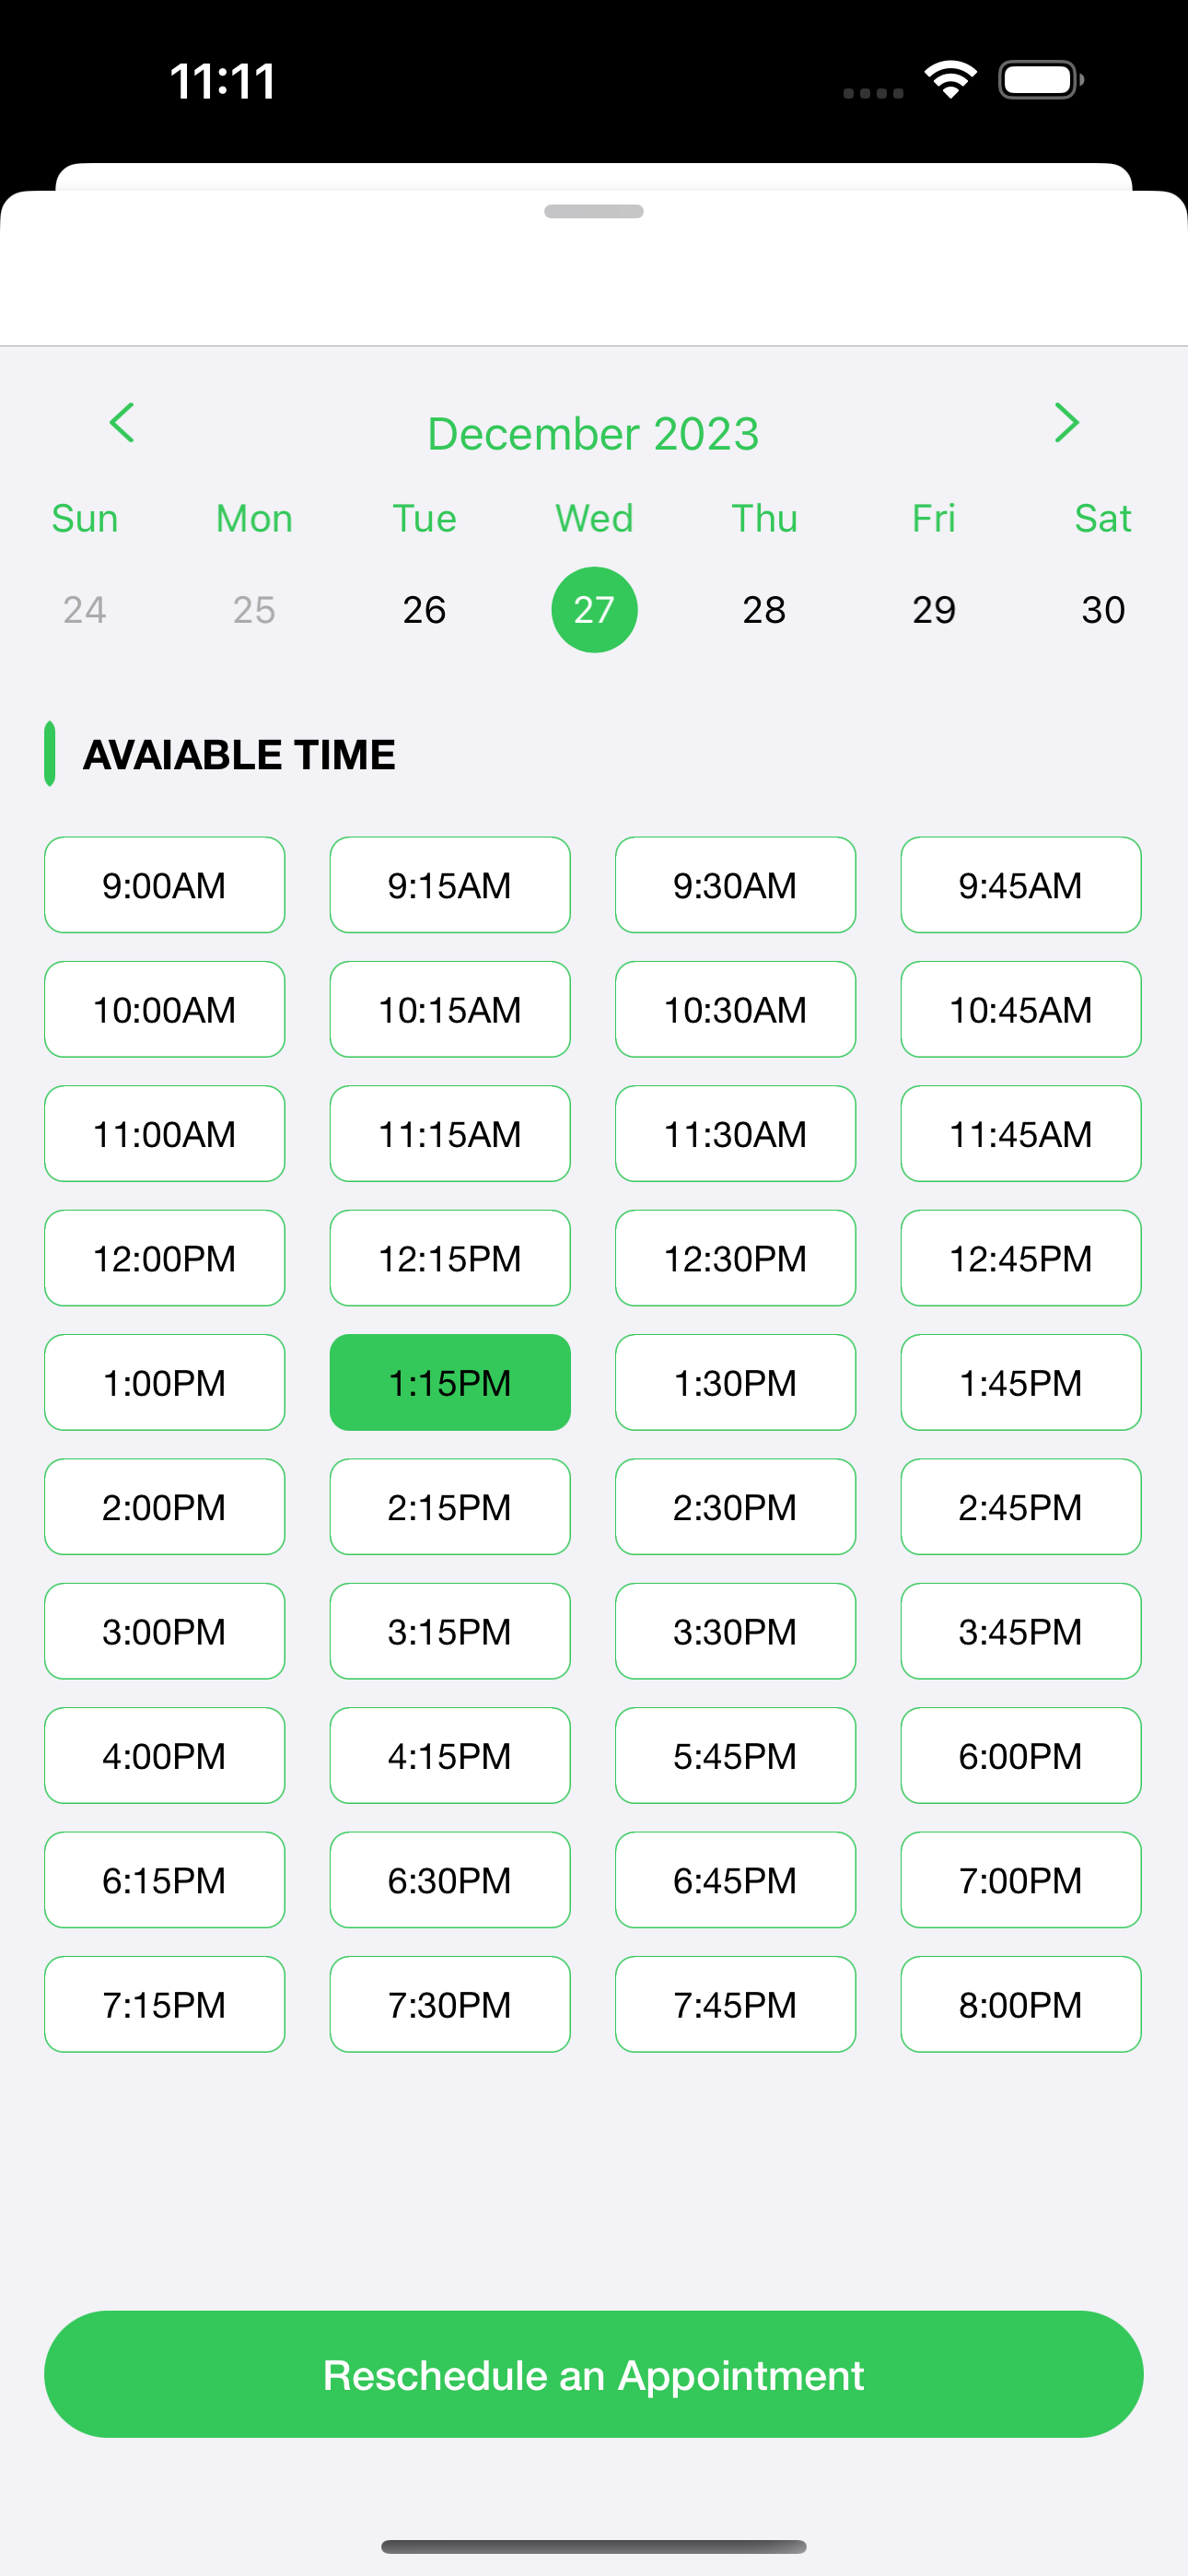 11:11
December 2023
Sun Mon Tue Wed Thu Fri Sat
24 25 26 27 28 29 30
AVAIABLE TIME
9:00AM 9:15AM 9:30AM 9:45AM
10:00AM 10:15AM 10:30AM 10:45AM
11:00AM 11:15AM 11:30AM 11:45AM
12:00PM 12:15PM 12:30PM 12:45PM
1:00PM 1:15PM 1:30PM 1:45PM
2:00PM 2:15PM 2:30PM 2:45PM
3:00PM 3:15PM 3:30PM 3:45PM
4:00PM 4:15PM 5:45PM 6:00PM
6:15PM 6:30PM 6:45PM 7:00PM
7:15PM 7:30PM 7:45PM 8:00PM
Reschedule an Appointment